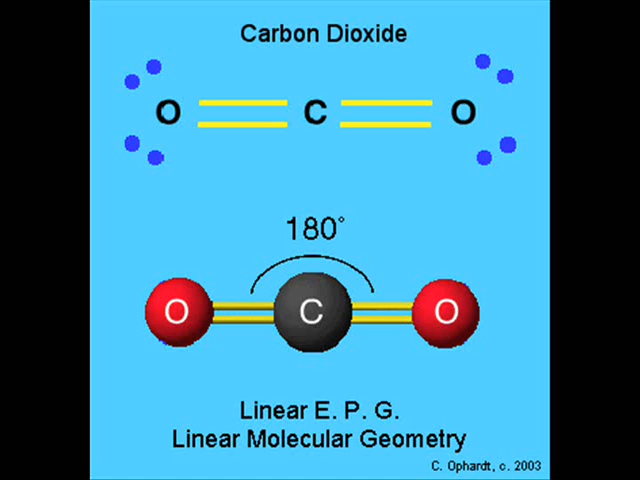 Carbon Dioxide
O C O
180°
O C O
Linear E. P. G.
Linear Molecular Geometry
C. Ophardt, c. 2003